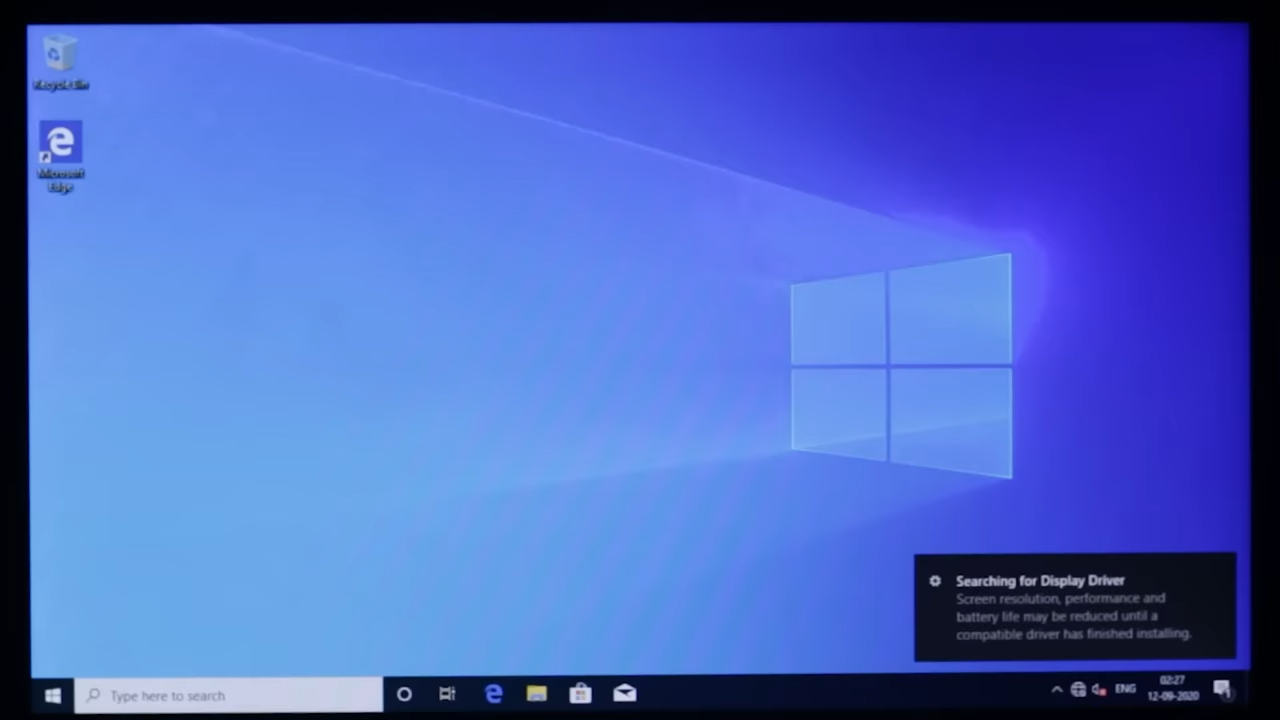 Recycle Bin
Microsoft
Edge
Searching for Display Driver
Screen resolution, performance and
battery life may be reduced until a
compatible driver has finished installing.
Type here to search
ENG
02:27
12-09-2020